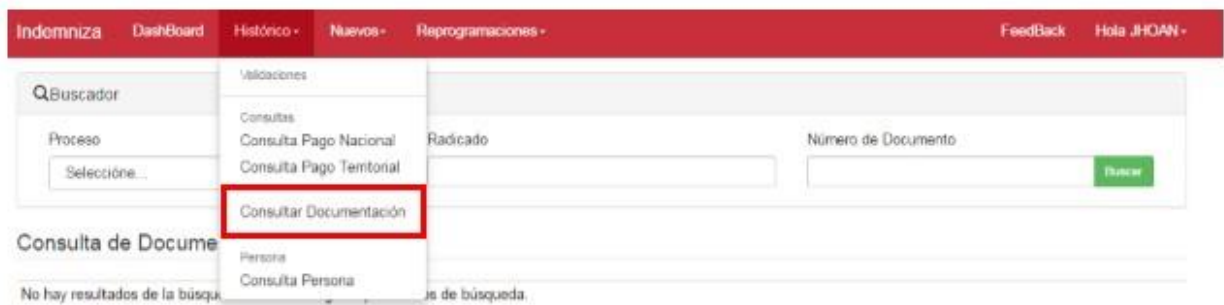 Indemniza DashBoard Histórico Nuevos Reprogramaciones FeedBack Hola JHOAN
Validaciones
Buscador
Consultas
Proceso Consulta Pago Nacional Radicado Número de Documento
Seleccióne... Consulta Pago Territorial Buscar
Consultar Documentación
Consulta de Docume
Persona
Consulta Persona
No hay resultados de la búsqu os de búsqueda.